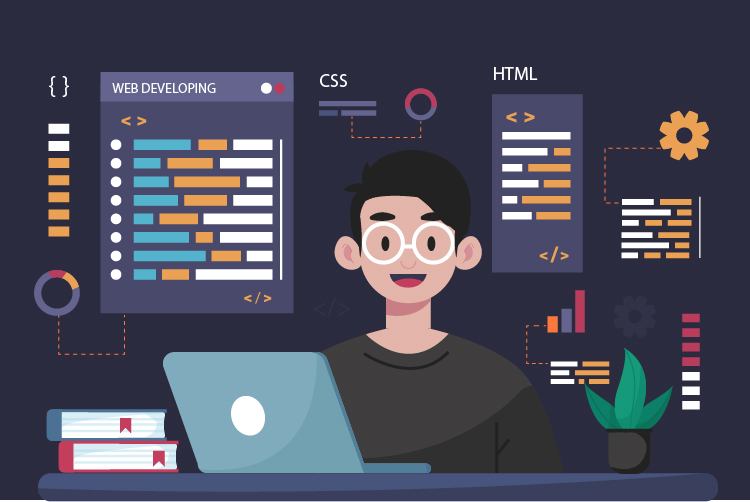 { }
WEB DEVELOPING
CSS
HTML
< >
< >
</>
</>
</>